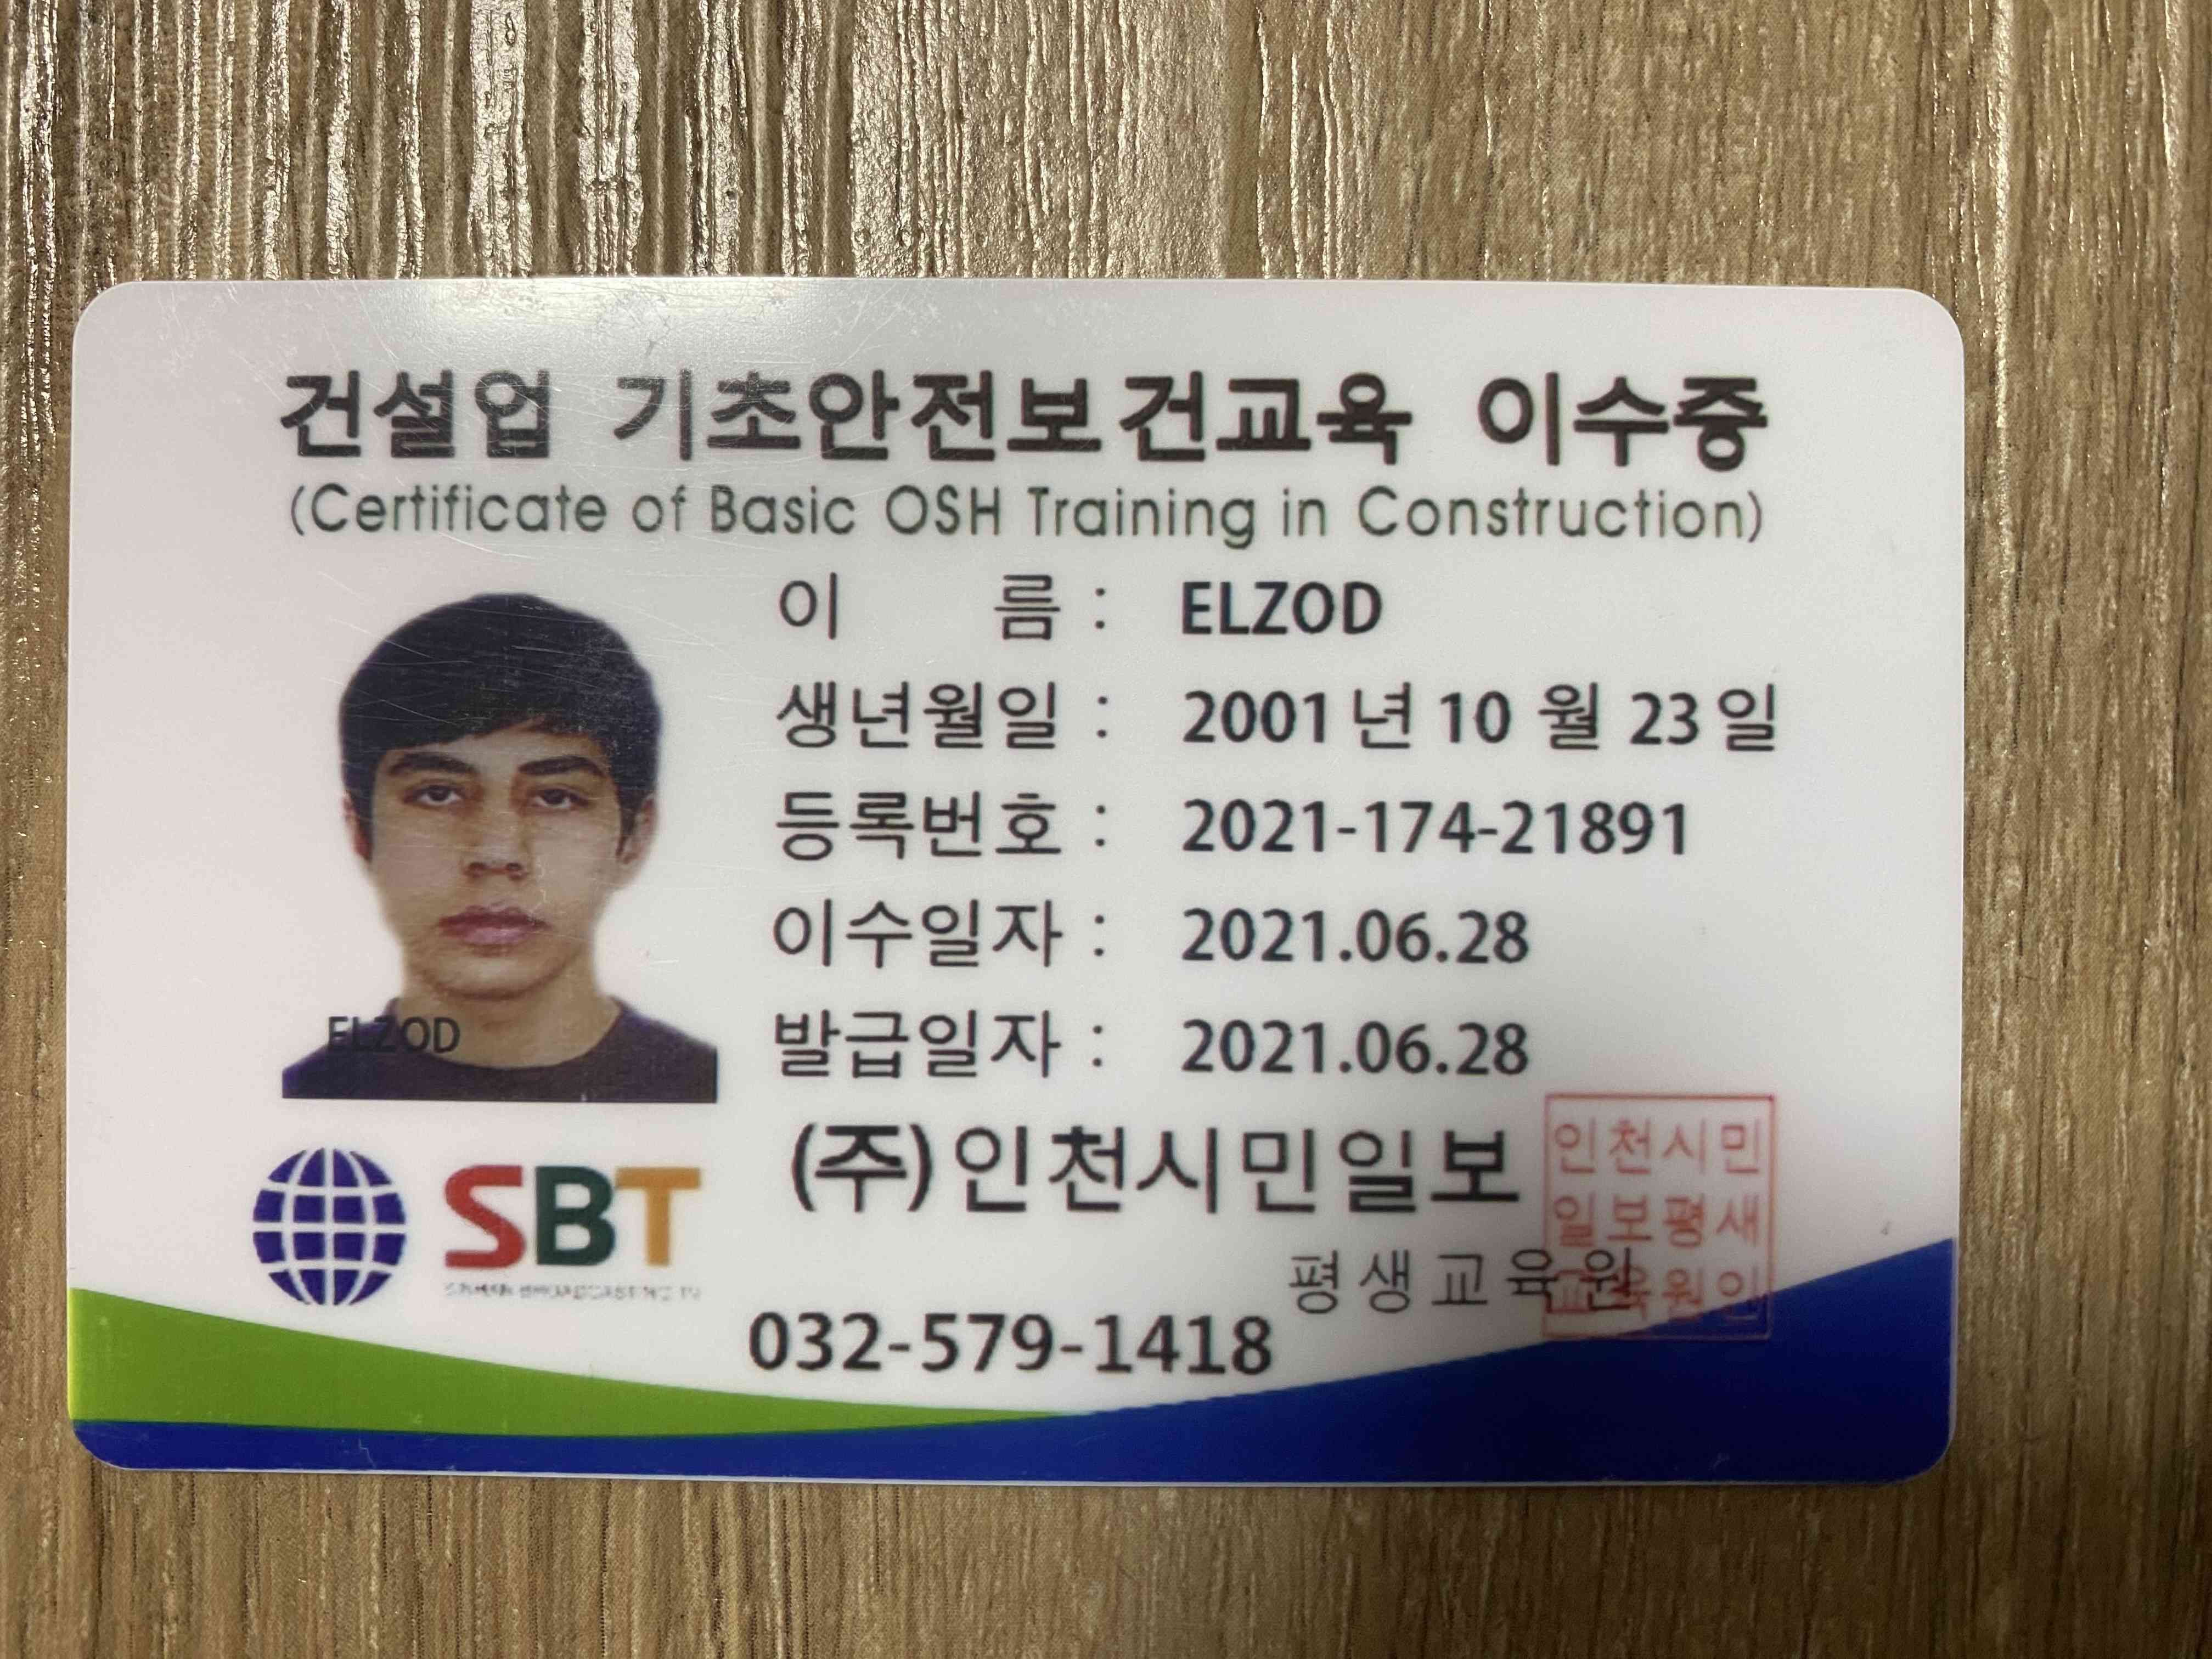 건설업 기초안전보건교육 이수증
(Certificate of Basic OSH Training in Construction)
이 름 : ELZOD
생년월일 : 2001 년 10 월 23 일
등록번호 : 2021-174-21891
이수일자 : 2021.06.28
발급일자 : 2021.06.28
ELZOD
SBT
(주)인천시민일보
평생교육원
인천시민
일보평새
교육원인
032-579-1418